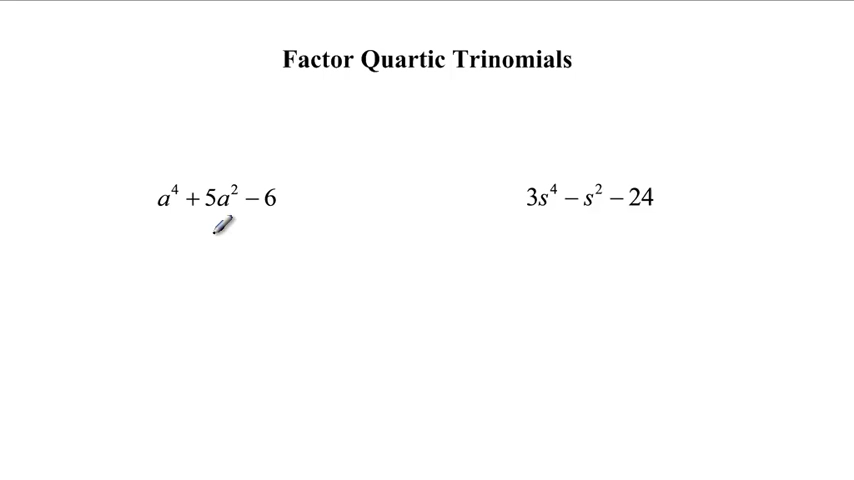 Factor Quartic Trinomials
a⁴ + 5a² − 6
3s⁴ − s² − 24